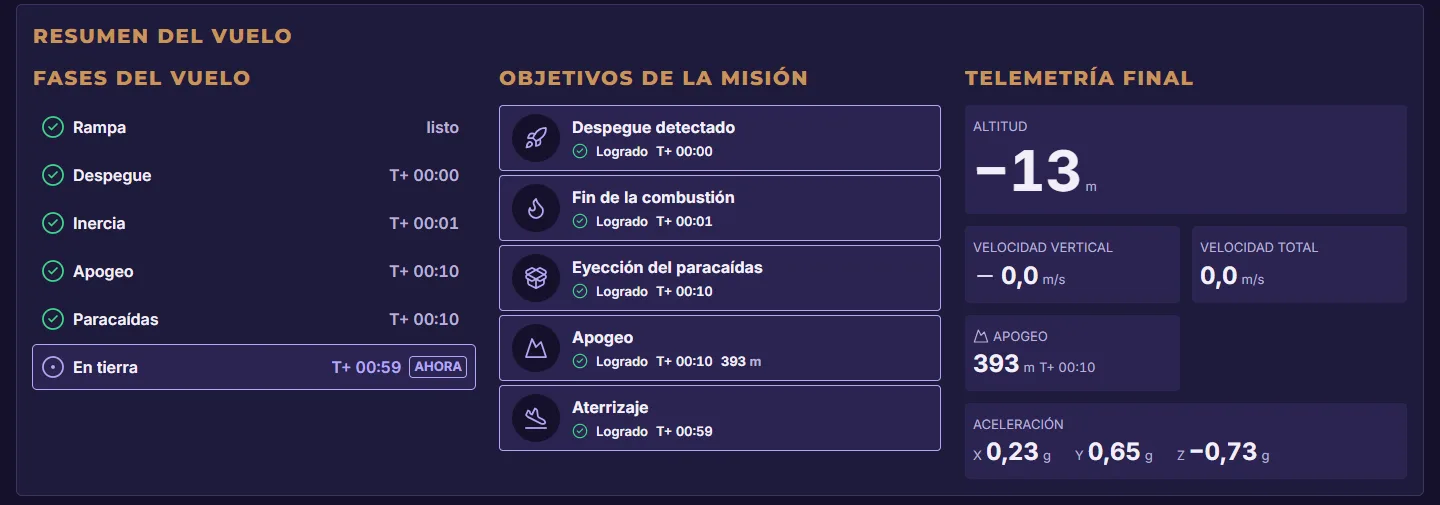 RESUMEN DEL VUELO
FASES DEL VUELO
Rampa listo
Despegue T+ 00:00
Inercia T+ 00:01
Apogeo T+ 00:10
Paracaídas T+ 00:10
En tierra T+ 00:59 AHORA
OBJETIVOS DE LA MISIÓN
Despegue detectado
Logrado T+ 00:00
Fin de la combustión
Logrado T+ 00:01
Eyección del paracaídas
Logrado T+ 00:10
Apogeo
Logrado T+ 00:10 393 m
Aterrizaje
Logrado T+ 00:59
TELEMETRÍA FINAL
ALTITUD
−13 m
VELOCIDAD VERTICAL
− 0,0 m/s
VELOCIDAD TOTAL
0,0 m/s
APOGEO
393 m T+ 00:10
ACELERACIÓN
X 0,23 g Y 0,65 g Z −0,73 g